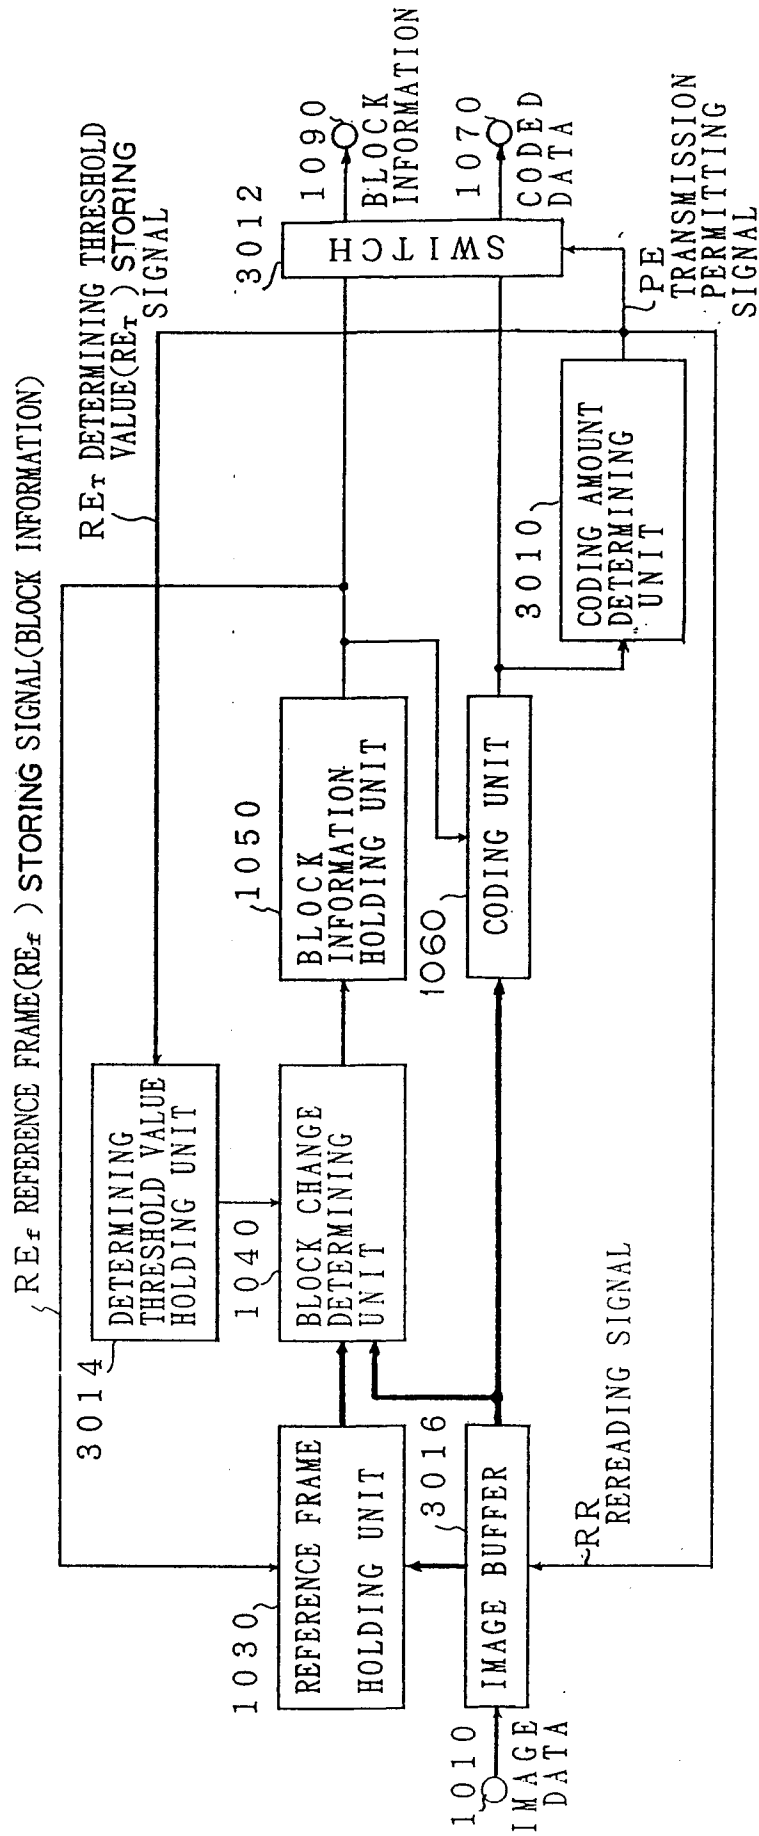 REf REFERENCE FRAME(REf) STORING SIGNAL(BLOCK INFORMATION)
RET DETERMINING THRESHOLD
VALUE(RET) STORING
SIGNAL
3014
DETERMINING
THRESHOLD VALUE
HOLDING UNIT
1030
REFERENCE FRAME
HOLDING UNIT
1040
BLOCK CHANGE
DETERMINING
UNIT
1050
BLOCK
INFORMATION
HOLDING UNIT
3012
SWITCH
1090
BLOCK
INFORMATION
1010
IMAGE
DATA
3016
IMAGE BUFFER
1060
CODING UNIT
1070
CODED
DATA
3010
CODING AMOUNT
DETERMINING
UNIT
PE
TRANSMISSION
PERMITTING
SIGNAL
RR
REREADING SIGNAL